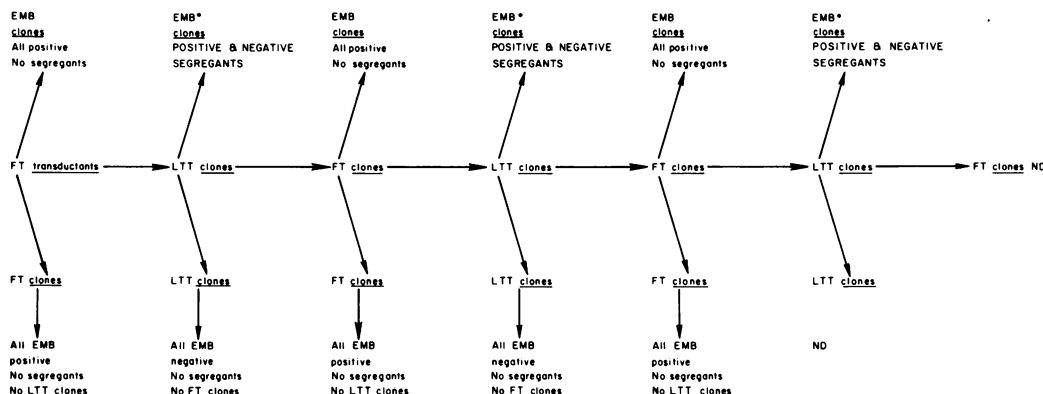 EMB
clones
All positive
No segregants
EMB*
clones
POSITIVE & NEGATIVE
SEGREGANTS
EMB
clones
All positive
No segregants
EMB*
clones
POSITIVE & NEGATIVE
SEGREGANTS
EMB
clones
All positive
No segregants
EMB*
clones
POSITIVE & NEGATIVE
SEGREGANTS
FT transductants
LTT clones
FT clones
LTT clones
FT clones
LTT clones
FT clones ND
FT clones
LTT clones
FT clones
LTT clones
FT clones
LTT clones
All EMB
positive
No segregants
No LTT clones
All EMB
negative
No segregants
No FT clones
All EMB
positive
No segregants
No LTT clones
All EMB
negative
No segregants
No FT clones
All EMB
positive
No segregants
No LTT clones
ND